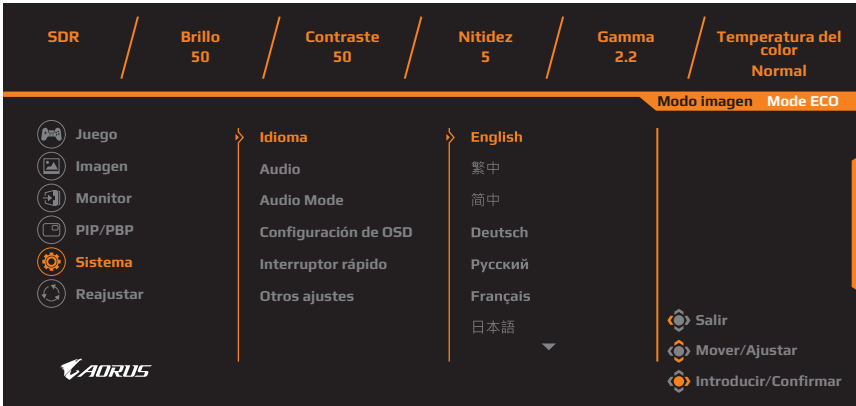 SDR
Brillo
50
Contraste
50
Nitidez
5
Gamma
2.2
Temperatura del
color
Normal
Modo imagen Mode ECO
Juego
Imagen
Monitor
PIP/PBP
Sistema
Reajustar
Idioma
Audio
Audio Mode
Configuración de OSD
Interruptor rápido
Otros ajustes
English
繁中
简中
Deutsch
Русский
Français
日本語
Salir
Mover/Ajustar
Introducir/Confirmar
AORUS